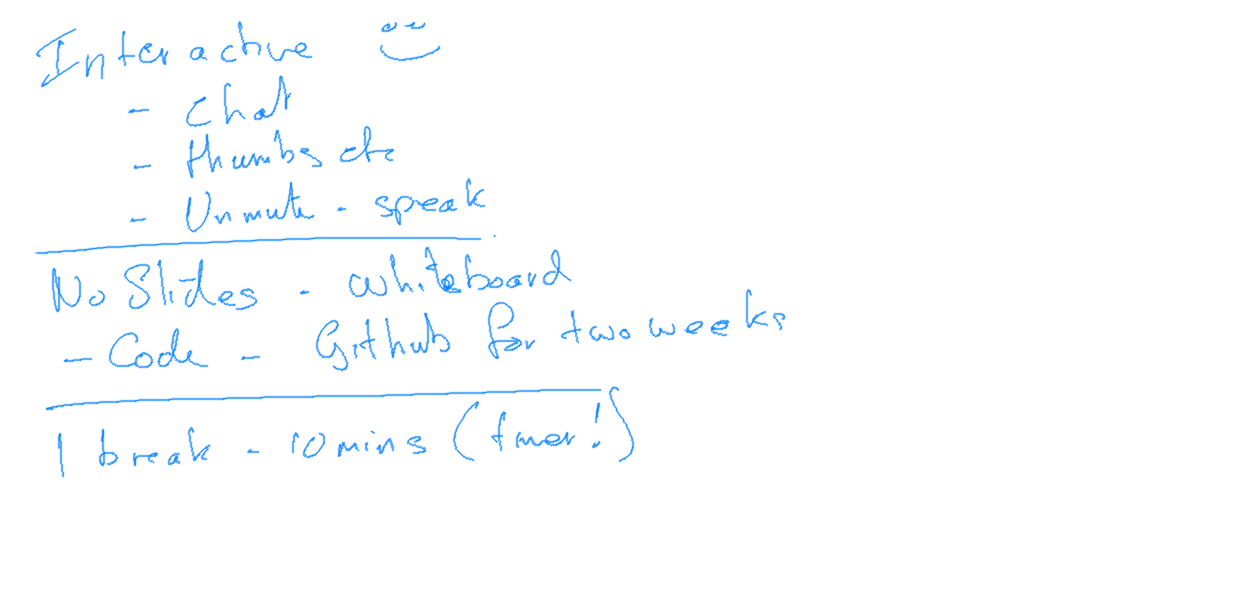 Interactive
- Chat
- thumbs etc
- Unmute - speak
No Slides - whiteboard
- Code - Github for two weeks
1 break - 10 mins (timer!)